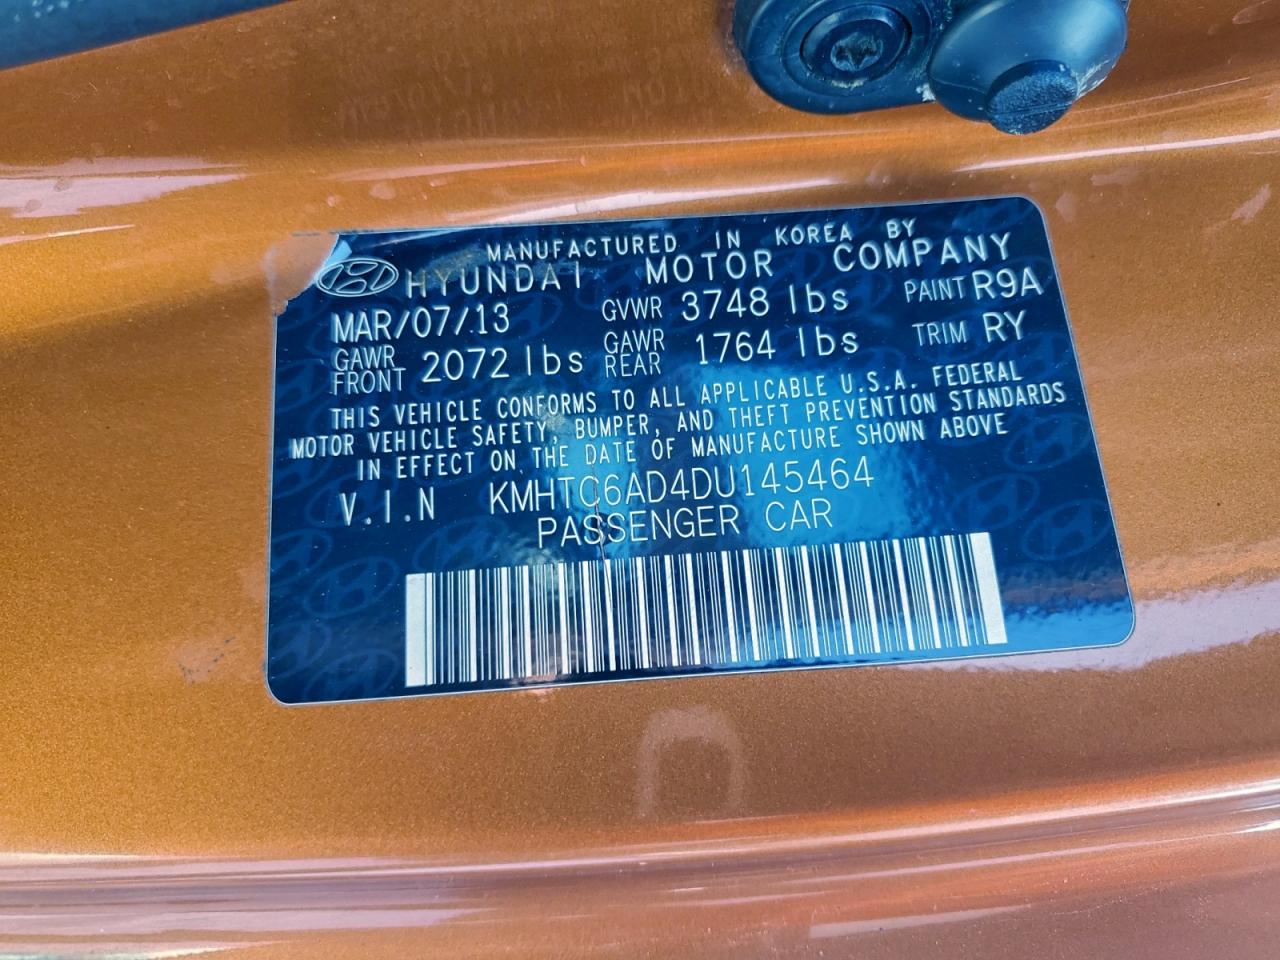 MANUFACTURED IN KOREA BY
HYUNDAI MOTOR COMPANY
MAR/07/13 GVWR 3748 lbs PAINT R9A
GAWR FRONT 2072 lbs GAWR REAR 1764 lbs TRIM RY
THIS VEHICLE CONFORMS TO ALL APPLICABLE U.S.A. FEDERAL
MOTOR VEHICLE SAFETY, BUMPER, AND THEFT PREVENTION STANDARDS
IN EFFECT ON THE DATE OF MANUFACTURE SHOWN ABOVE
V.I.N KMHTC6AD4DU145464
PASSENGER CAR